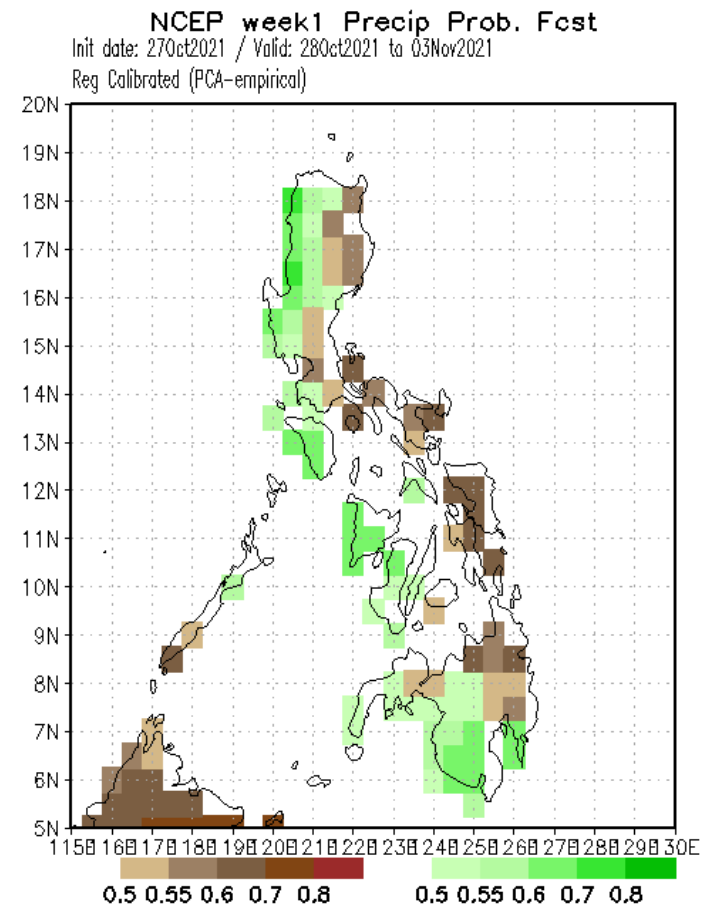 NCEP week1 Precip Prob. Fcst
Init date: 27Oct2021 / Valid: 28Oct2021 to 03Nov2021
Reg Calibrated (PCA-empirical)
20N
19N
18N
17N
16N
15N
14N
13N
12N
11N
10N
9N
8N
7N
6N
5N
115E 116E 117E 118E 119E 120E 121E 122E 123E 124E 125E 126E 127E 128E 129E 130E
0.5 0.55 0.6 0.7 0.8 0.5 0.55 0.6 0.7 0.8